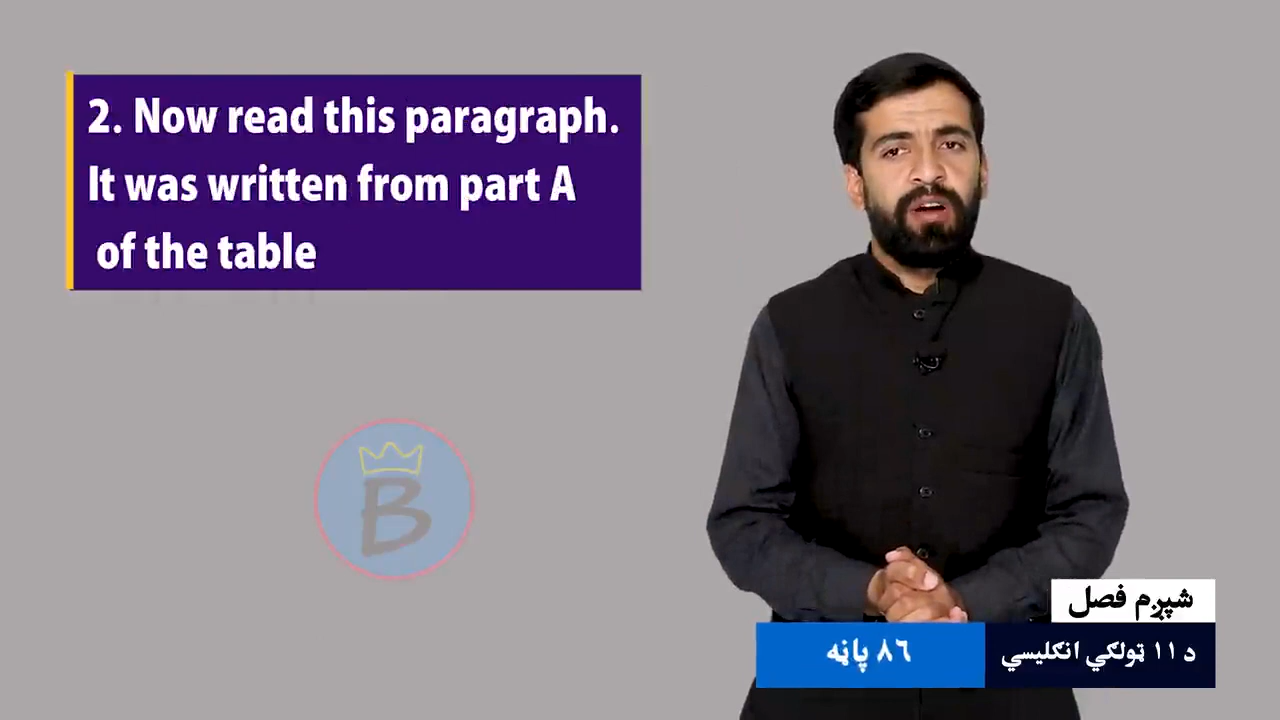 2. Now read this paragraph.
It was written from part A
of the table
B
شپږم فصل
د ۱۱ ټولګي انګلیسي
۸٦ پاڼه